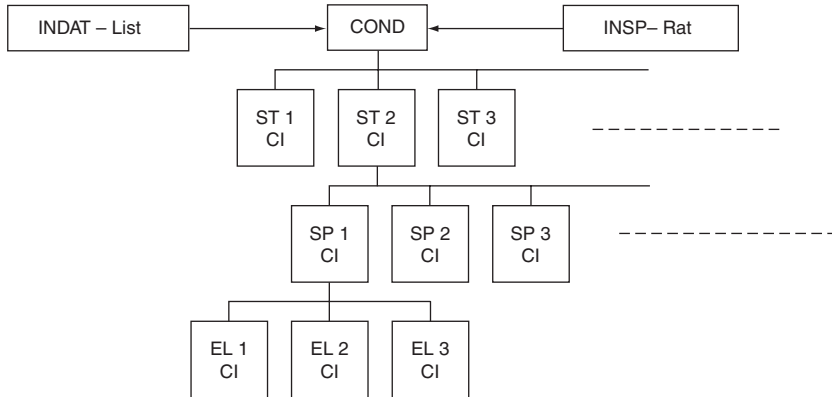 INDAT – List
COND
INSP– Rat
ST 1
CI
ST 2
CI
ST 3
CI
SP 1
CI
SP 2
CI
SP 3
CI
EL 1
CI
EL 2
CI
EL 3
CI